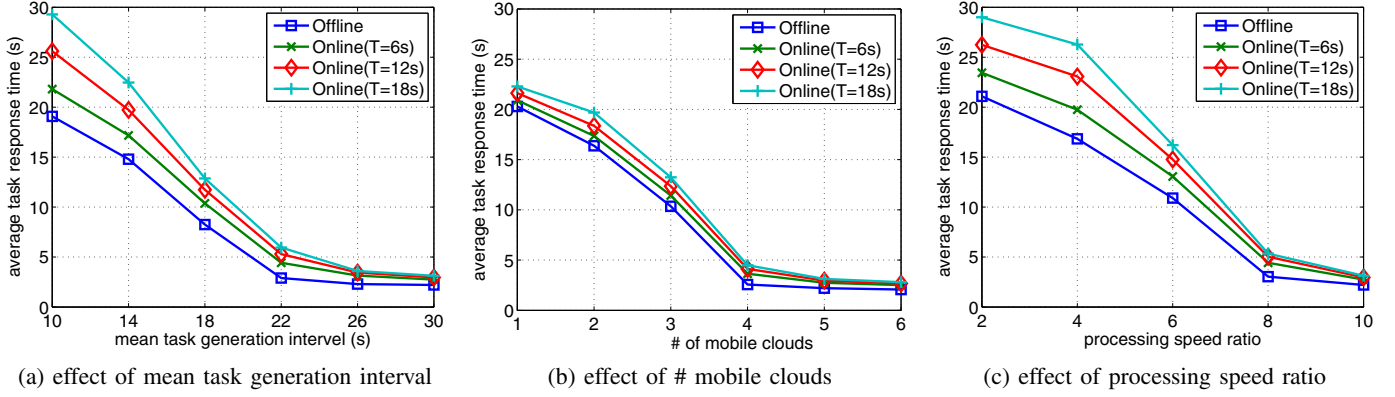 30
25
20
15
10
5
0
average task response time (s)
10 14 18 22 26 30
mean task generation interval (s)
Offline
Online(T=6s)
Online(T=12s)
Online(T=18s)
(a) effect of mean task generation interval
30
25
20
15
10
5
0
average task response time (s)
1 2 3 4 5 6
# of mobile clouds
Offline
Online(T=6s)
Online(T=12s)
Online(T=18s)
(b) effect of # mobile clouds
30
25
20
15
10
5
0
average task response time (s)
2 4 6 8 10
processing speed ratio
Offline
Online(T=6s)
Online(T=12s)
Online(T=18s)
(c) effect of processing speed ratio